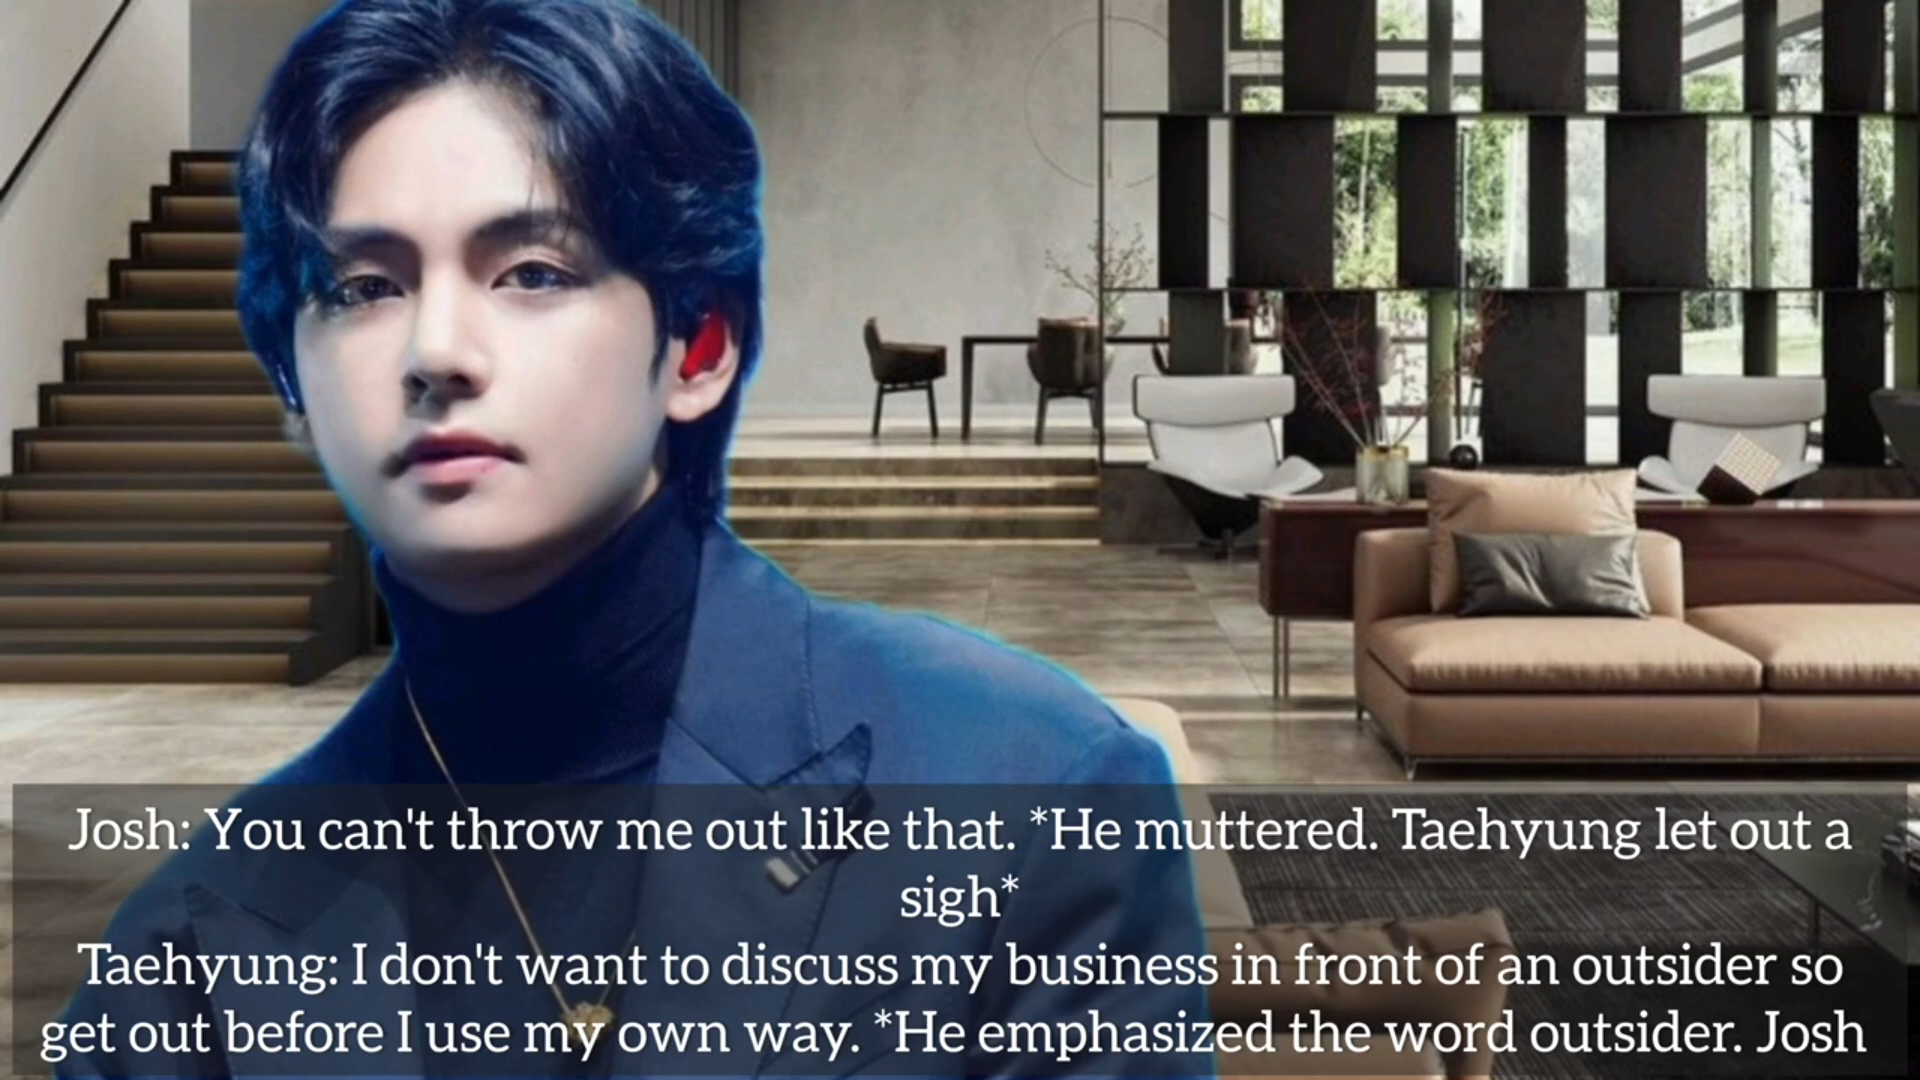 Josh: You can't throw me out like that. *He muttered. Taehyung let out a
sigh*
Taehyung: I don't want to discuss my business in front of an outsider so
get out before I use my own way. *He emphasized the word outsider. Josh